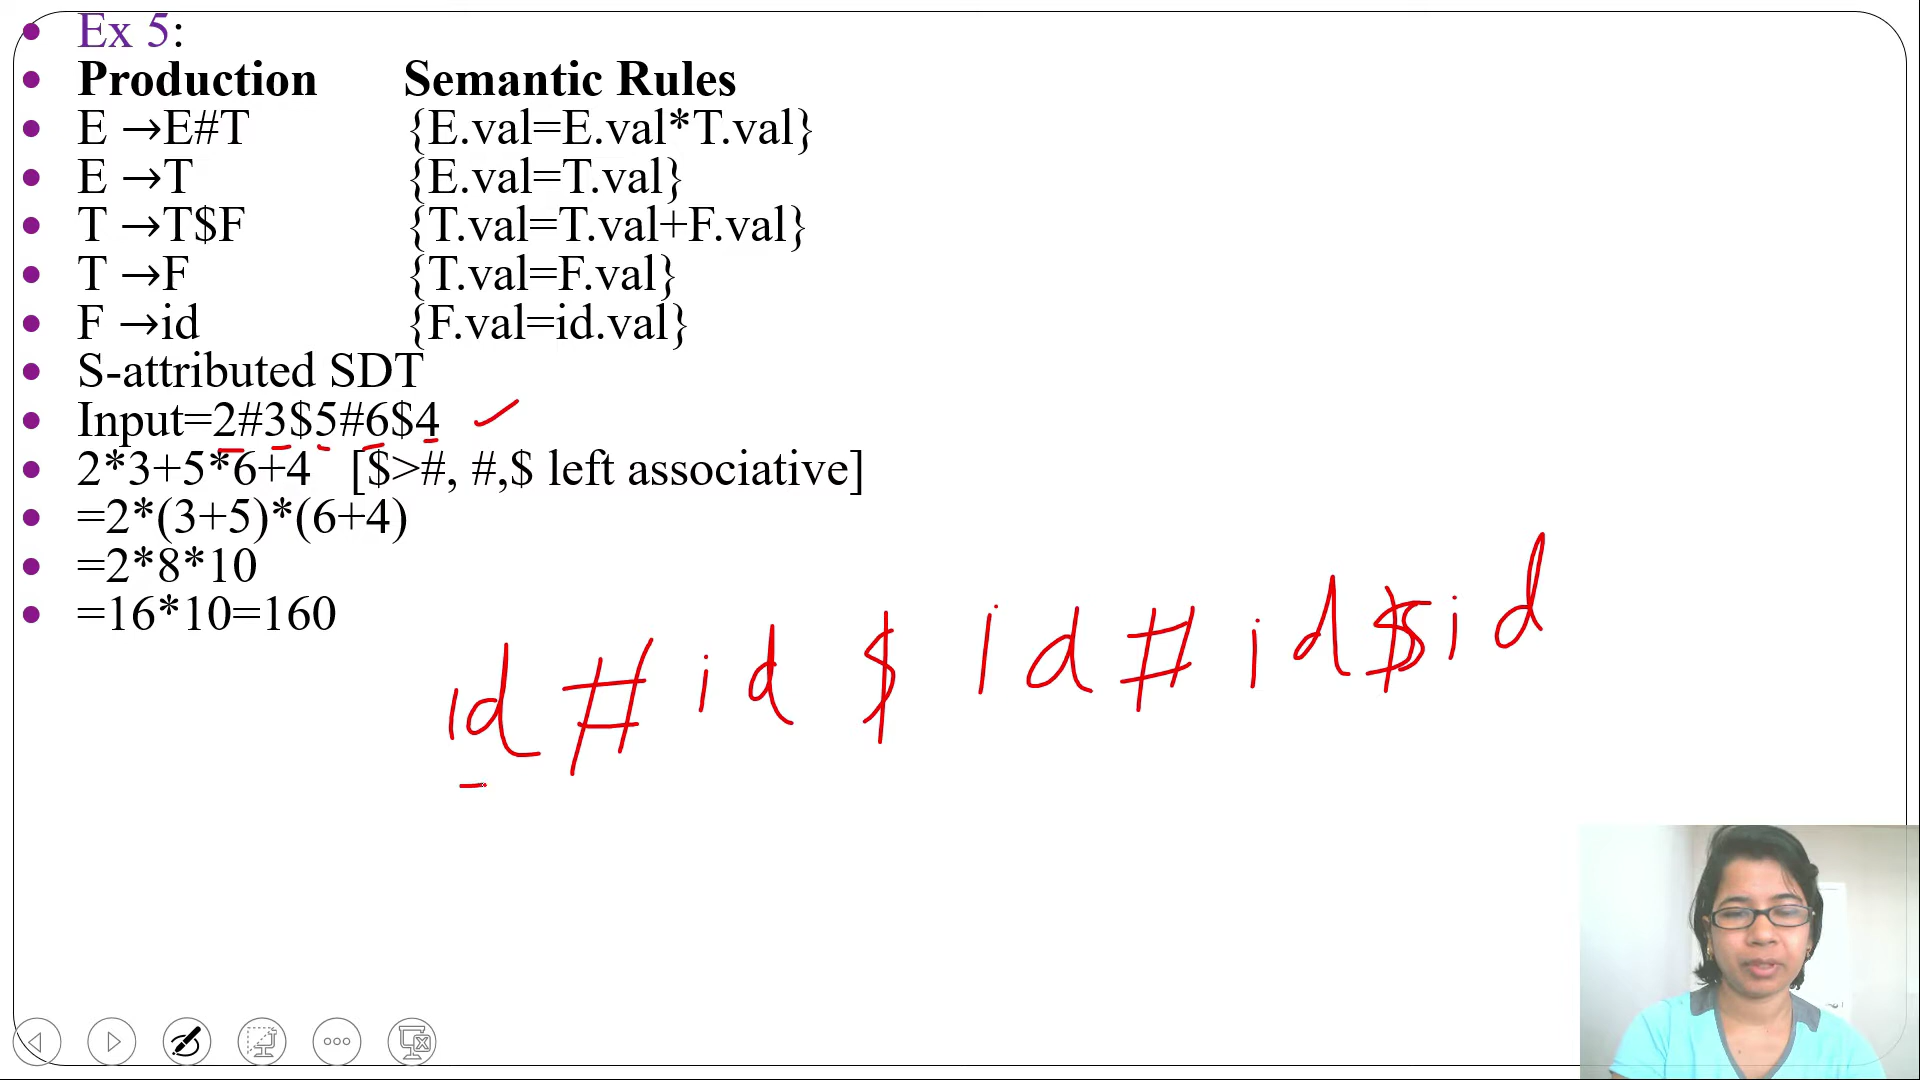 Ex 5:
Production Semantic Rules
E →E#T {E.val=E.val*T.val}
E →T {E.val=T.val}
T →T$F {T.val=T.val+F.val}
T →F {T.val=F.val}
F →id {F.val=id.val}
S-attributed SDT
Input=2#3$5#6$4
2*3+5*6+4 [$>#, #,$ left associative]
=2*(3+5)*(6+4)
=2*8*10
=16*10=160
id # id $ id # id $ id